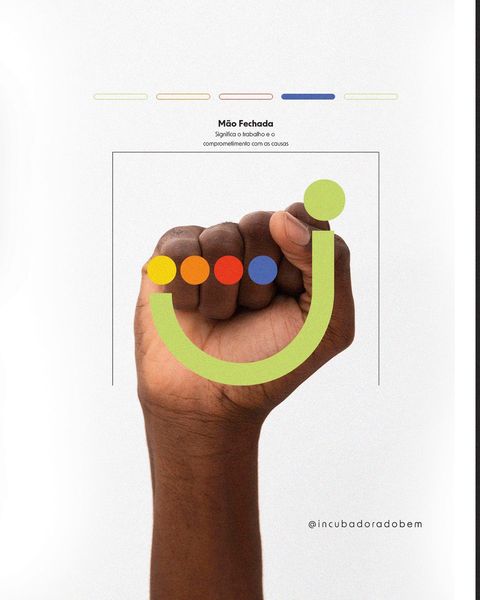 Mão Fechada
Significa o trabalho e o
comprometimento com as causas
@incubadoradobem